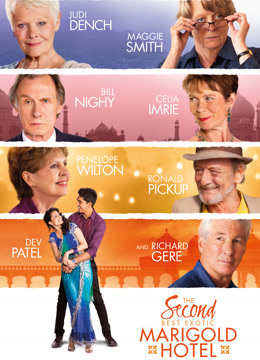 JUDI
DENCH
MAGGIE
SMITH
BILL
NIGHY
CELIA
IMRIE
PENELOPE
WILTON
RONALD
PICKUP
DEV
PATEL
AND RICHARD
GERE
THE
Second
BEST EXOTIC
MARIGOLD
HOTEL